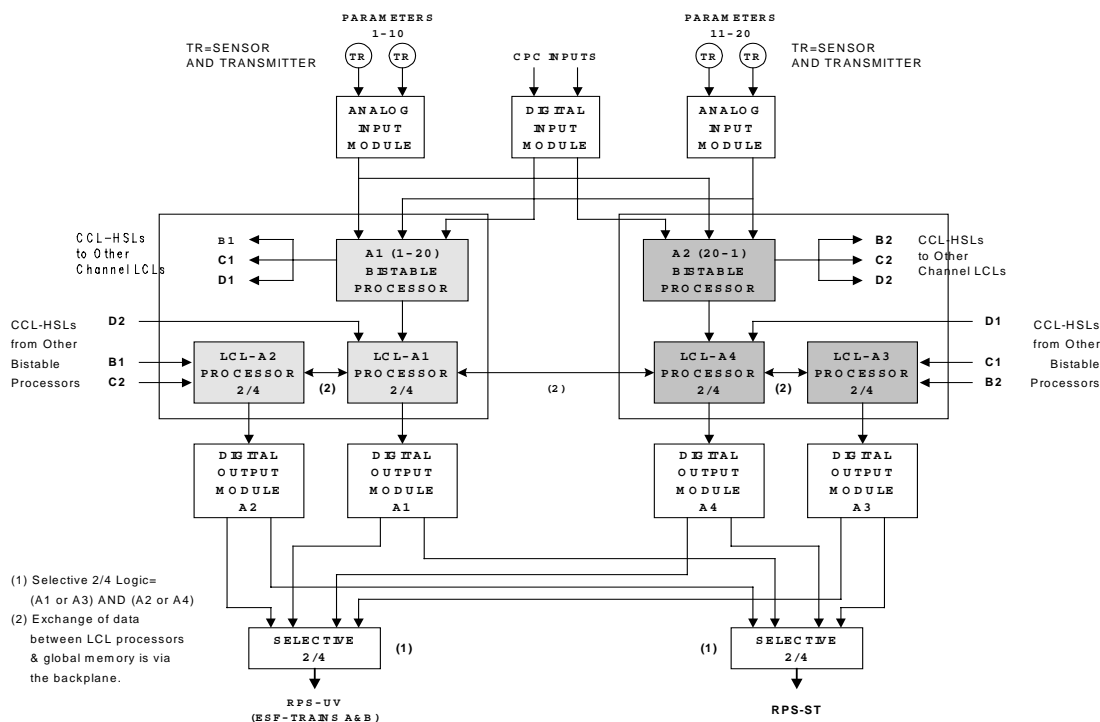 PARAMETERS
1-10
PARAMETERS
11-20
TR=SENSOR
AND TRANSMITTER
TR
TR
CPC INPUTS
TR
TR
TR=SENSOR
AND TRANSMITTER
ANALOG
INPUT
MODULE
DIGITAL
INPUT
MODULE
ANALOG
INPUT
MODULE
CCL-HSLs
to Other
Channel LCLs
B1
C1
D1
A1 (1-20)
BISTABLE
PROCESSOR
A2 (20-1)
BISTABLE
PROCESSOR
B2
C2
D2
CCL-HSLs
to Other
Channel LCLs
CCL-HSLs
from Other
Bistable
Processors
D2
B1
C2
LCL-A2
PROCESSOR
2/4
(2)
LCL-A1
PROCESSOR
2/4
(2)
LCL-A4
PROCESSOR
2/4
(2)
LCL-A3
PROCESSOR
2/4
D1
C1
B2
CCL-HSLs
from Other
Bistable
Processors
DIGITAL
OUTPUT
MODULE
A2
DIGITAL
OUTPUT
MODULE
A1
DIGITAL
OUTPUT
MODULE
A4
DIGITAL
OUTPUT
MODULE
A3
(1) Selective 2/4 Logic=
(A1 or A3) AND (A2 or A4)
(2) Exchange of data
between LCL processors
& global memory is via
the backplane.
SELECTIVE
2/4
(1)
(1)
SELECTIVE
2/4
RPS-UV
(ESF-TRAINS A&B)
RPS-ST